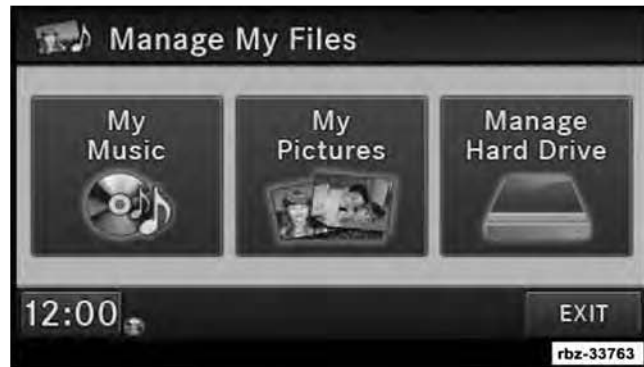 Manage My Files
My
Music
My
Pictures
Manage
Hard Drive
12:00
EXIT
rbz-33763